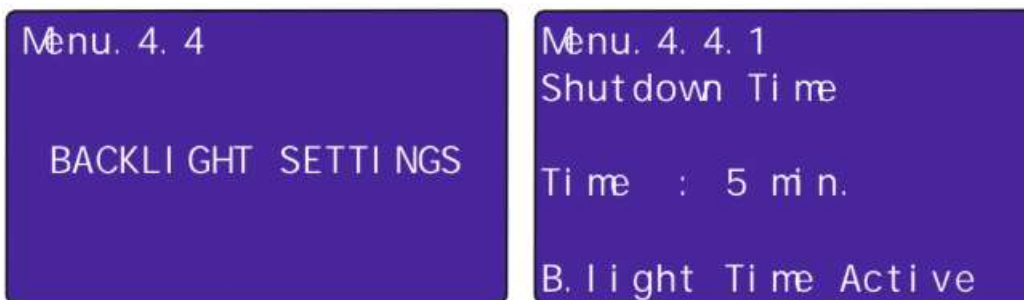 Menu.4.4
BACKLIGHT SETTINGS
Menu.4.4.1
Shutdown Time
Time : 5 min.
B.light Time Active